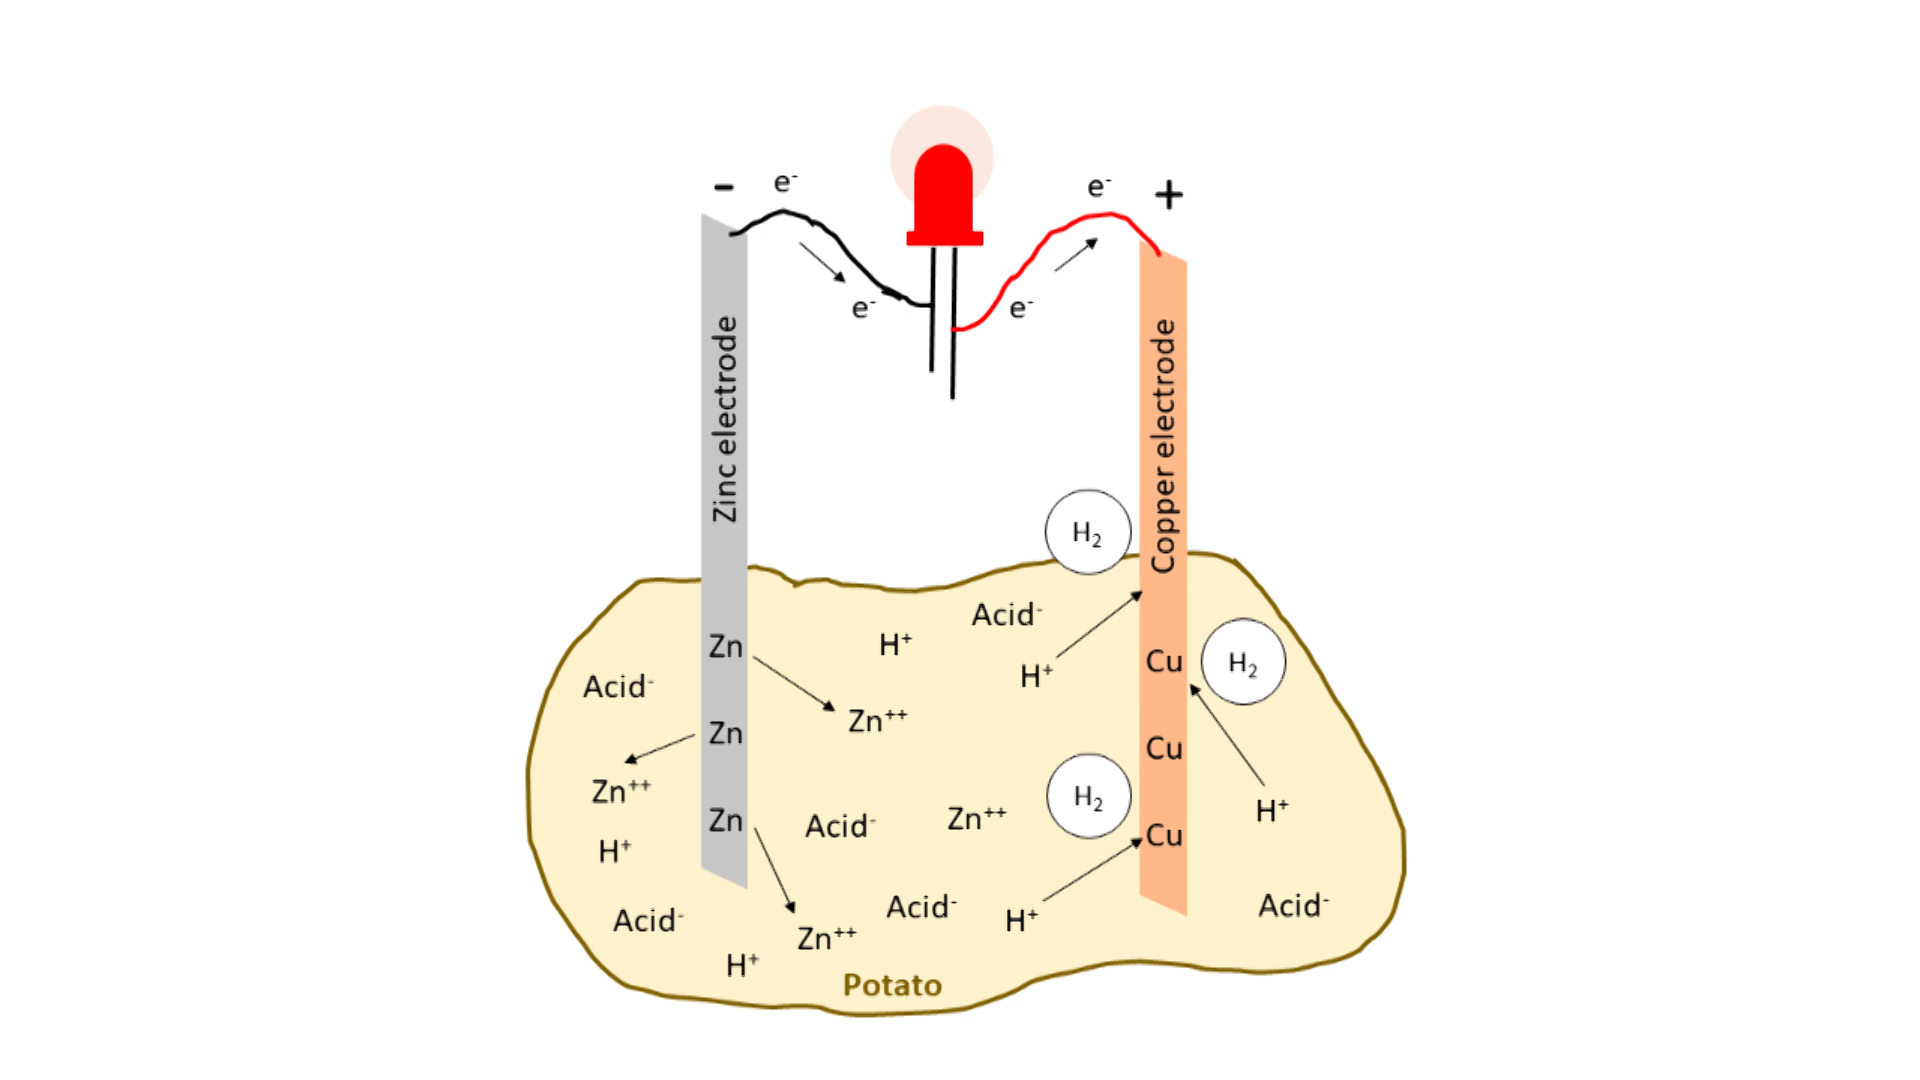 - e⁻ e⁻ +
e⁻ e⁻
Zinc electrode
Copper electrode
H₂
Acid⁻
Zn H⁺
H⁺ Cu H₂
Acid⁻
Zn⁺⁺
Zn Cu
Zn⁺⁺ H₂
H⁺
Zn Acid⁻ Zn⁺⁺ Cu
H⁺
Acid⁻ Acid⁻ H⁺ Acid⁻
Zn⁺⁺
H⁺
Potato